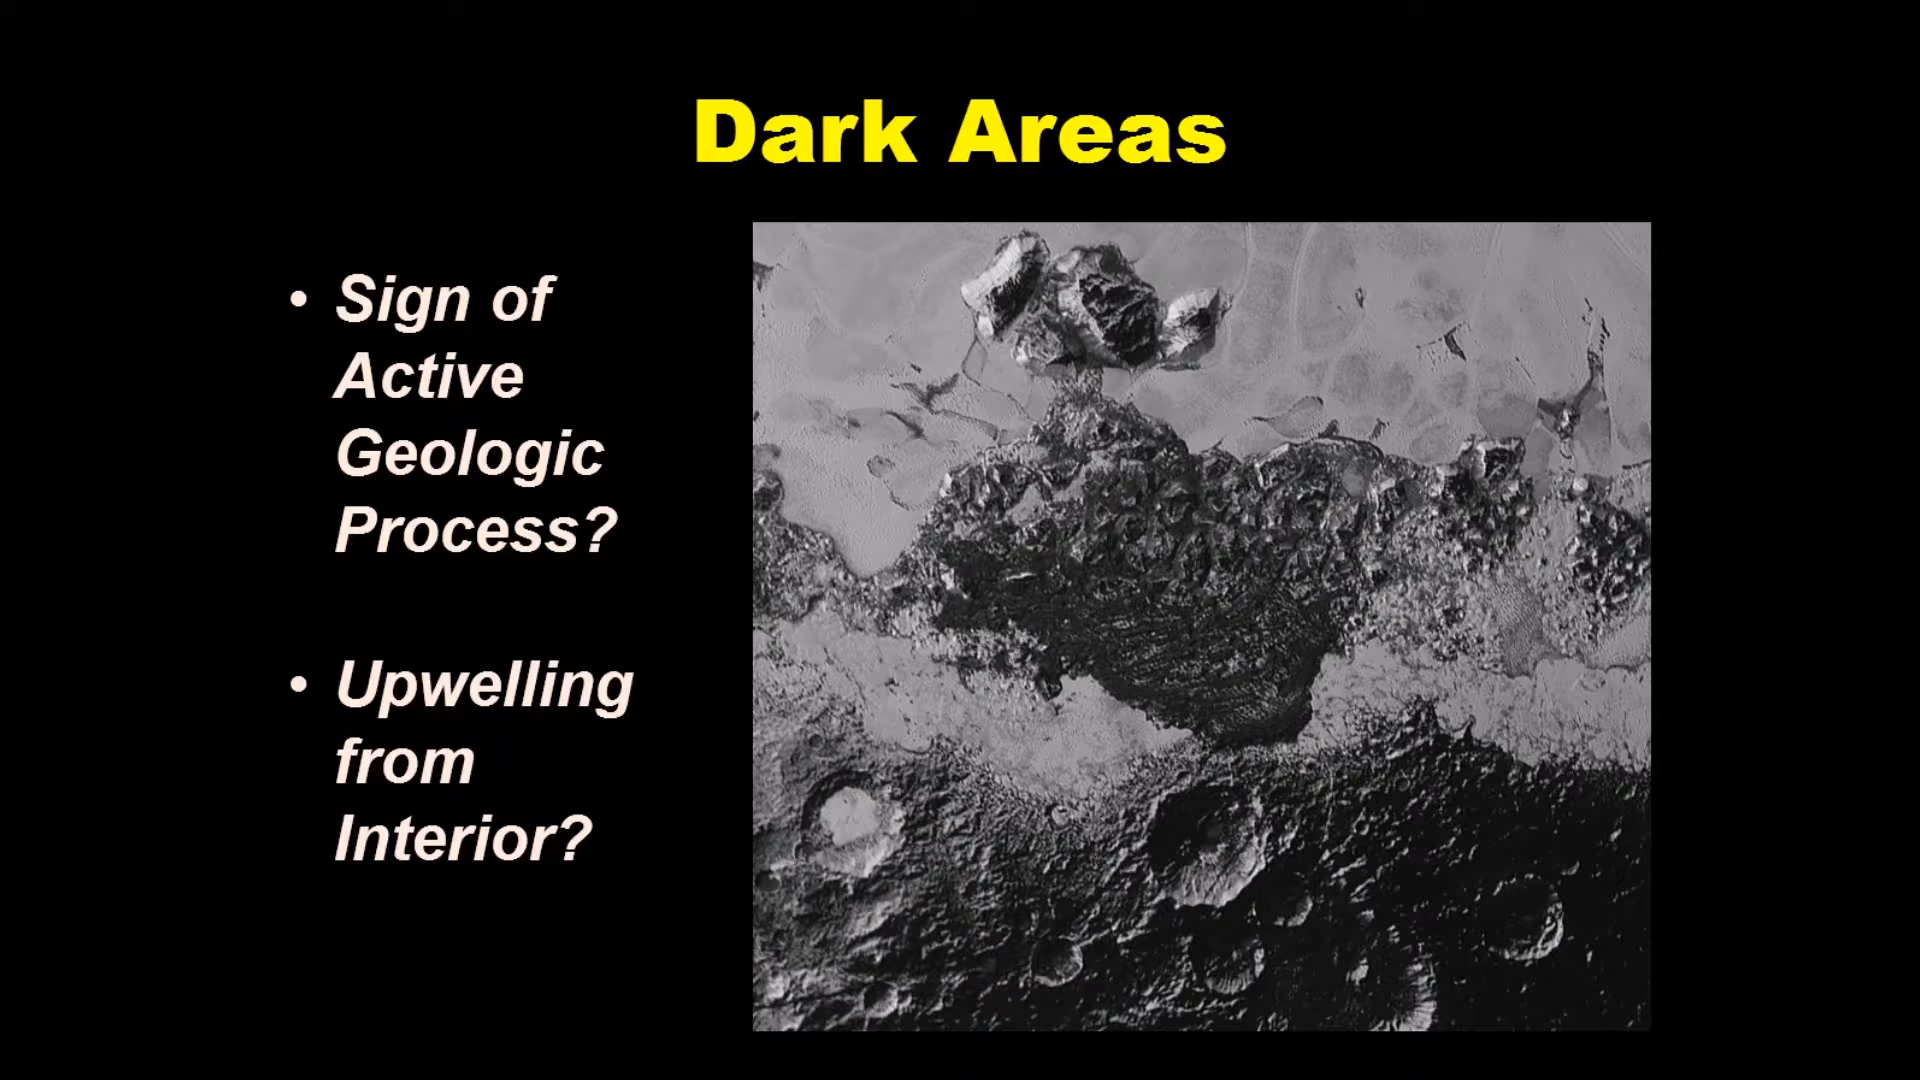 Dark Areas
• Sign of
Active
Geologic
Process?
• Upwelling
from
Interior?